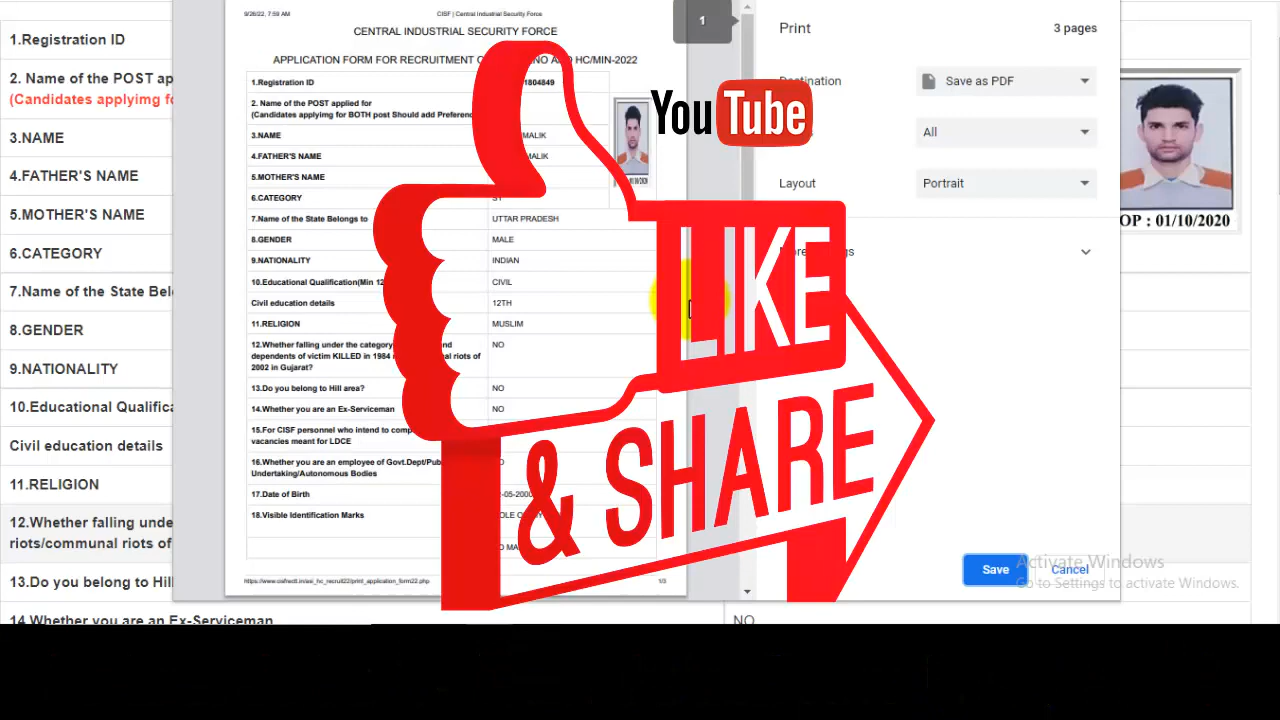 1.Registration ID
2. Name of the POST ap
(Candidates applyimg fo
3.NAME
4.FATHER'S NAME
5.MOTHER'S NAME
6.CATEGORY
7.Name of the State Bel
8.GENDER
9.NATIONALITY
10.Educational Qualifica
Civil education details
11.RELIGION
12.Whether falling unde
riots/communal riots of
13.Do you belong to Hill
14.Whether you are an Ex-Serviceman
NO
9/26/22, 7:59 AM
CISF | Central Industrial Security Force
CENTRAL INDUSTRIAL SECURITY FORCE
APPLICATION FORM FOR RECRUITMENT HC/MIN-2022
1.Registration ID 1804849
2. Name of the POST applied for
(Candidates applyimg for BOTH post Should add Preferenc
3.NAME MALIK
4.FATHER'S NAME MALIK
5.MOTHER'S NAME
6.CATEGORY ST
7.Name of the State Belongs to UTTAR PRADESH
8.GENDER MALE
9.NATIONALITY INDIAN
10.Educational Qualification(Min 12 CIVIL
Civil education details 12TH
11.RELIGION MUSLIM
12.Whether falling under the category NO
dependents of victim KILLED in 1984 riots of
2002 in Gujarat?
13.Do you belong to Hill area? NO
14.Whether you are an Ex-Serviceman NO
15.For CISF personnel who intend to comp
vacancies meant for LDCE
16.Whether you are an employee of Govt.Dept/Pub
Undertaking/Autonomous Bodies
17.Date of Birth -05-2000
18.Visible Identification Marks
https://www.cisfrectt.in/asi_hc_recruit22/print_application_form22.php
1/3
1
Print
3 pages
Destination
Save as PDF
All
Layout
Portrait
Save
Cancel
Activate Windows
Go to Settings to activate Windows.
OP : 01/10/2020
YouTube
LIKE
& SHARE